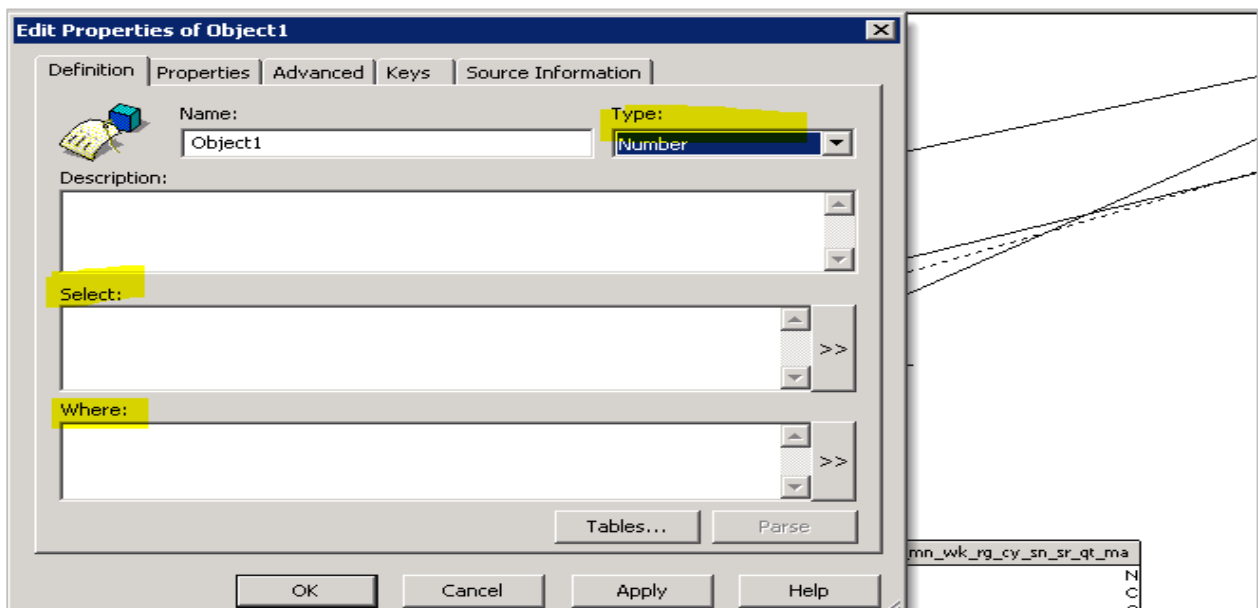 Edit Properties of Object1
Definition Properties Advanced Keys Source Information
Name: Type:
Object1 Number
Description:
Select:
>>
Where:
>>
Tables... Parse
OK Cancel Apply Help
mn_wk_rg_cy_sn_sr_qt_ma
N
C